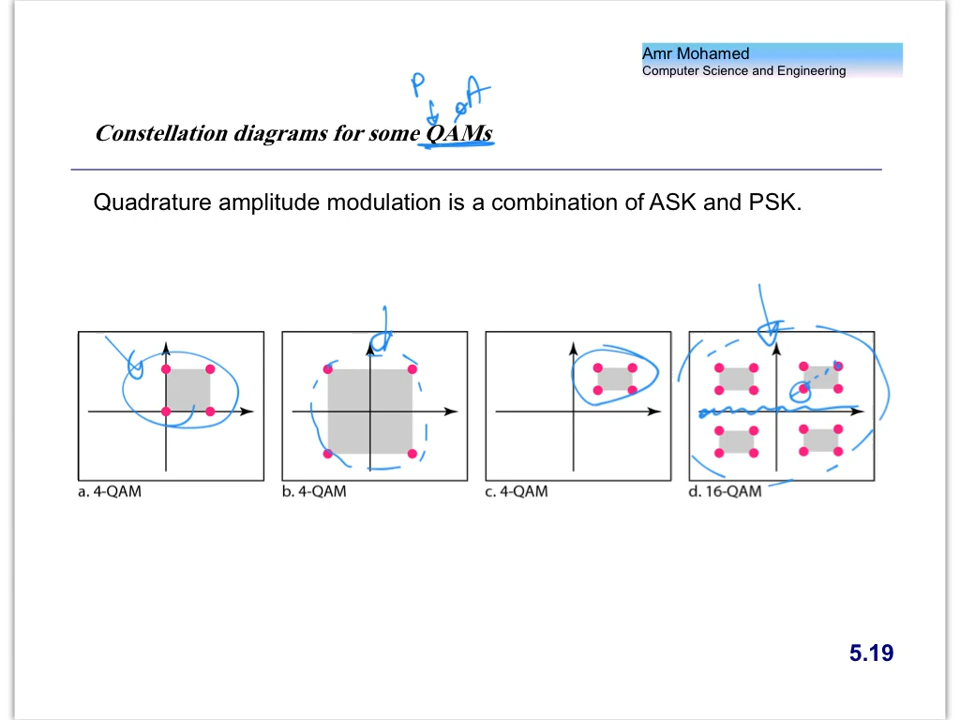 Amr Mohamed
Computer Science and Engineering
P A
Constellation diagrams for some QAMs
Quadrature amplitude modulation is a combination of ASK and PSK.
a. 4-QAM
b. 4-QAM
c. 4-QAM
d. 16-QAM
5.19